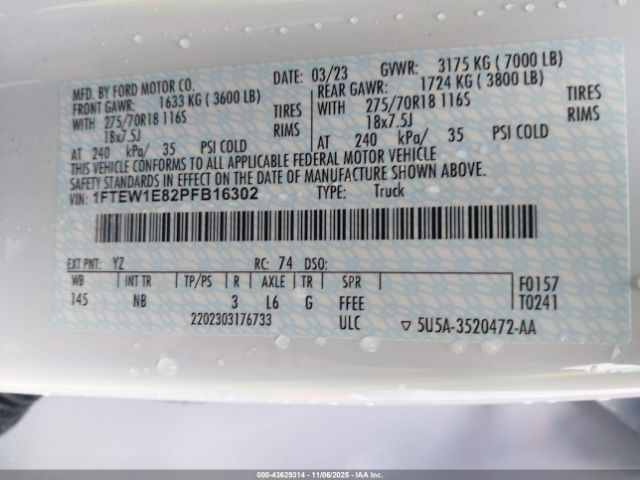 MFD. BY FORD MOTOR CO.
DATE: 03/23 GVWR: 3175 KG ( 7000 LB)
FRONT GAWR: 1633 KG ( 3600 LB)
REAR GAWR: 1724 KG ( 3800 LB)
WITH 275/70R18 116S TIRES
WITH 275/70R18 116S TIRES
18x7.5J RIMS
18x7.5J RIMS
AT 240 kPa/ 35 PSI COLD
AT 240 kPa/ 35 PSI COLD
THIS VEHICLE CONFORMS TO ALL APPLICABLE FEDERAL MOTOR VEHICLE
SAFETY STANDARDS IN EFFECT ON THE DATE OF MANUFACTURE SHOWN ABOVE.
VIN: 1FTEW1E82PFB16302 TYPE: Truck
EXT PNT: YZ RC: 74 DSO:
WB INT TR TP/PS R AXLE TR SPR
145 NB 3 L6 G FFEE
F0157
T0241
2202303176733 ULC ▽ 5U5A-3520472-AA
000-43629314 - 11/06/2025 - IAA Inc.